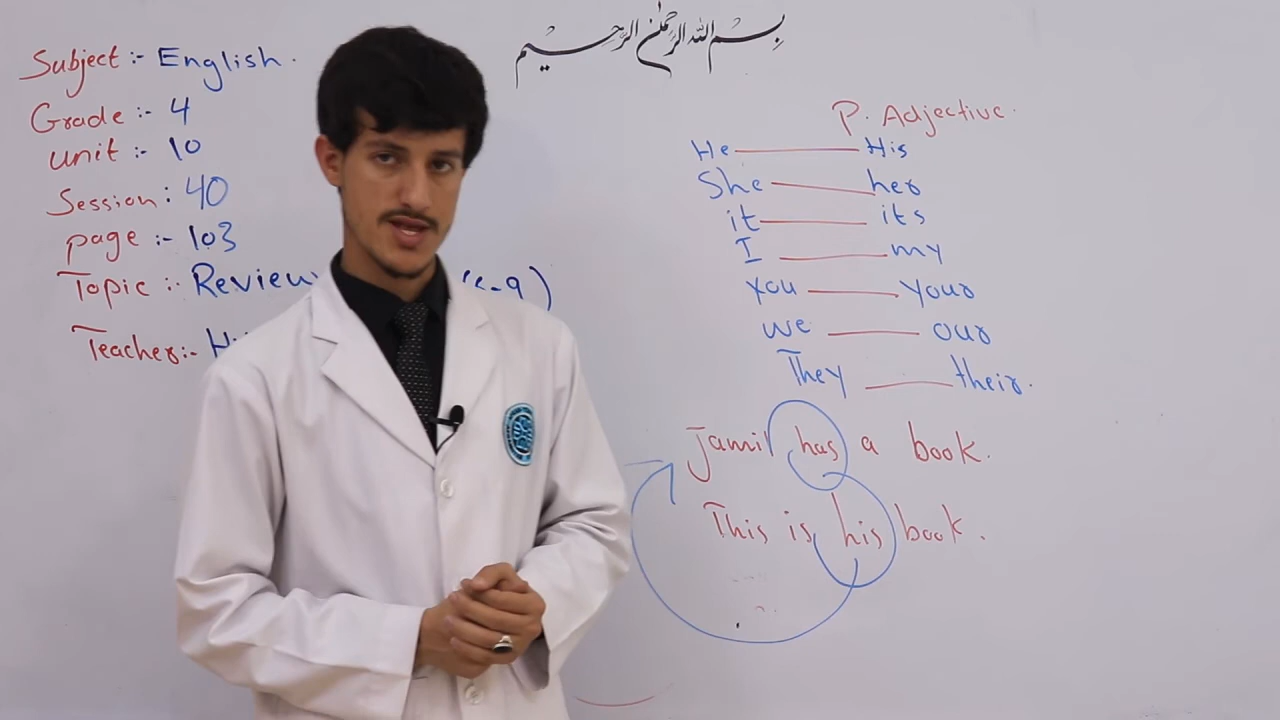 بسم الله الرحمن الرحيم
Subject :- English.
Grade :- 4
unit :- 10
Session: 40
page :- 103
Topic :- Review
Teacher:-
P. Adjective.
He — His
She — her
it — its
I — my
you — your
we — our
They — their.
Jamil has a book.
This is his book.